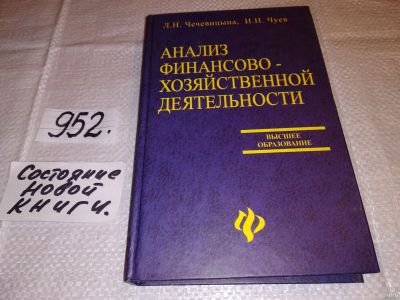 Л.Н. Чечевицына, И.Н. Чуев
АНАЛИЗ
ФИНАНСОВО -
ХОЗЯЙСТВЕННОЙ
ДЕЯТЕЛЬНОСТИ
ВЫСШЕЕ
ОБРАЗОВАНИЕ
952.
Состояние
новой
книги.